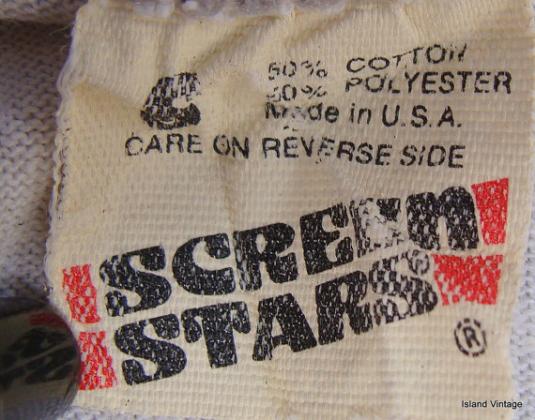 50% COTTON
50% POLYESTER
Made in U.S.A.
CARE ON REVERSE SIDE
SCREEN
STARS
®
Island Vintage